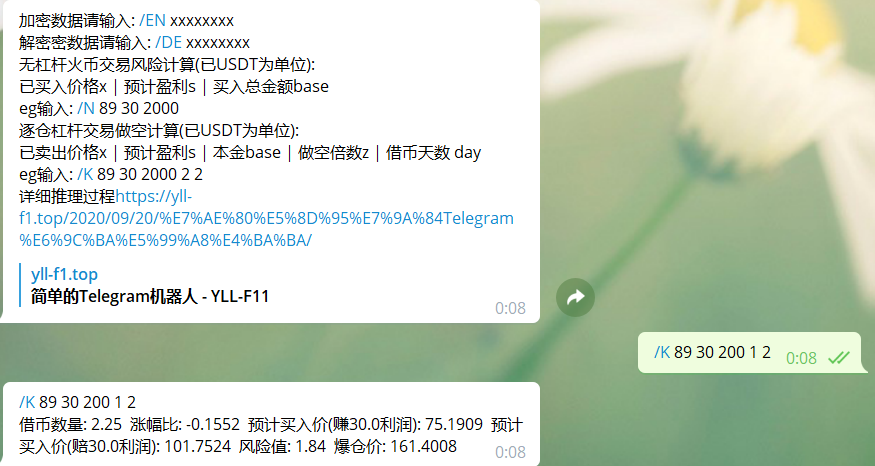 加密数据请输入: /EN xxxxxxxx
解密密数据请输入: /DE xxxxxxxx
无杠杆火币交易风险计算(已USDT为单位):
已买入价格x | 预计盈利s | 买入总金额base
eg输入: /N 89 30 2000
逐仓杠杆交易做空计算(已USDT为单位):
已卖出价格x | 预计盈利s | 本金base | 做空倍数z | 借币天数 day
eg输入: /K 89 30 2000 2 2
详细推理过程https://yll-
f1.top/2020/09/20/%E7%AE%80%E5%8D%95%E7%9A%84Telegram
%E6%9C%BA%E5%99%A8%E4%BA%BA/
yll-f1.top
简单的Telegram机器人 - YLL-F11
0:08
/K 89 30 200 1 2 0:08
/K 89 30 200 1 2
借币数量: 2.25 涨幅比: -0.1552 预计买入价(赚30.0利润): 75.1909 预计
买入价(赔30.0利润): 101.7524 风险值: 1.84 爆仓价: 161.4008
0:08